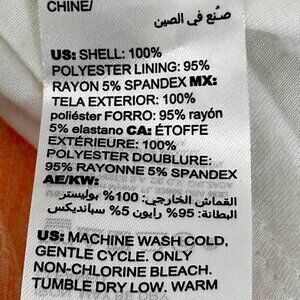 CHINE/
صنع في الصين
US: SHELL: 100%
POLYESTER LINING: 95%
RAYON 5% SPANDEX MX:
TELA EXTERIOR: 100%
poliéster FORRO: 95% rayón
5% elastano CA: ÉTOFFE
EXTÉRIEURE: 100%
POLYESTER DOUBLURE:
95% RAYONNE 5% SPANDEX
AE/KW:
القماش الخارجي: 100% بوليستر
البطانة: 95% رايون 5% سباندیکس
US: MACHINE WASH COLD,
GENTLE CYCLE. ONLY
NON-CHLORINE BLEACH.
TUMBLE DRY LOW. WARM